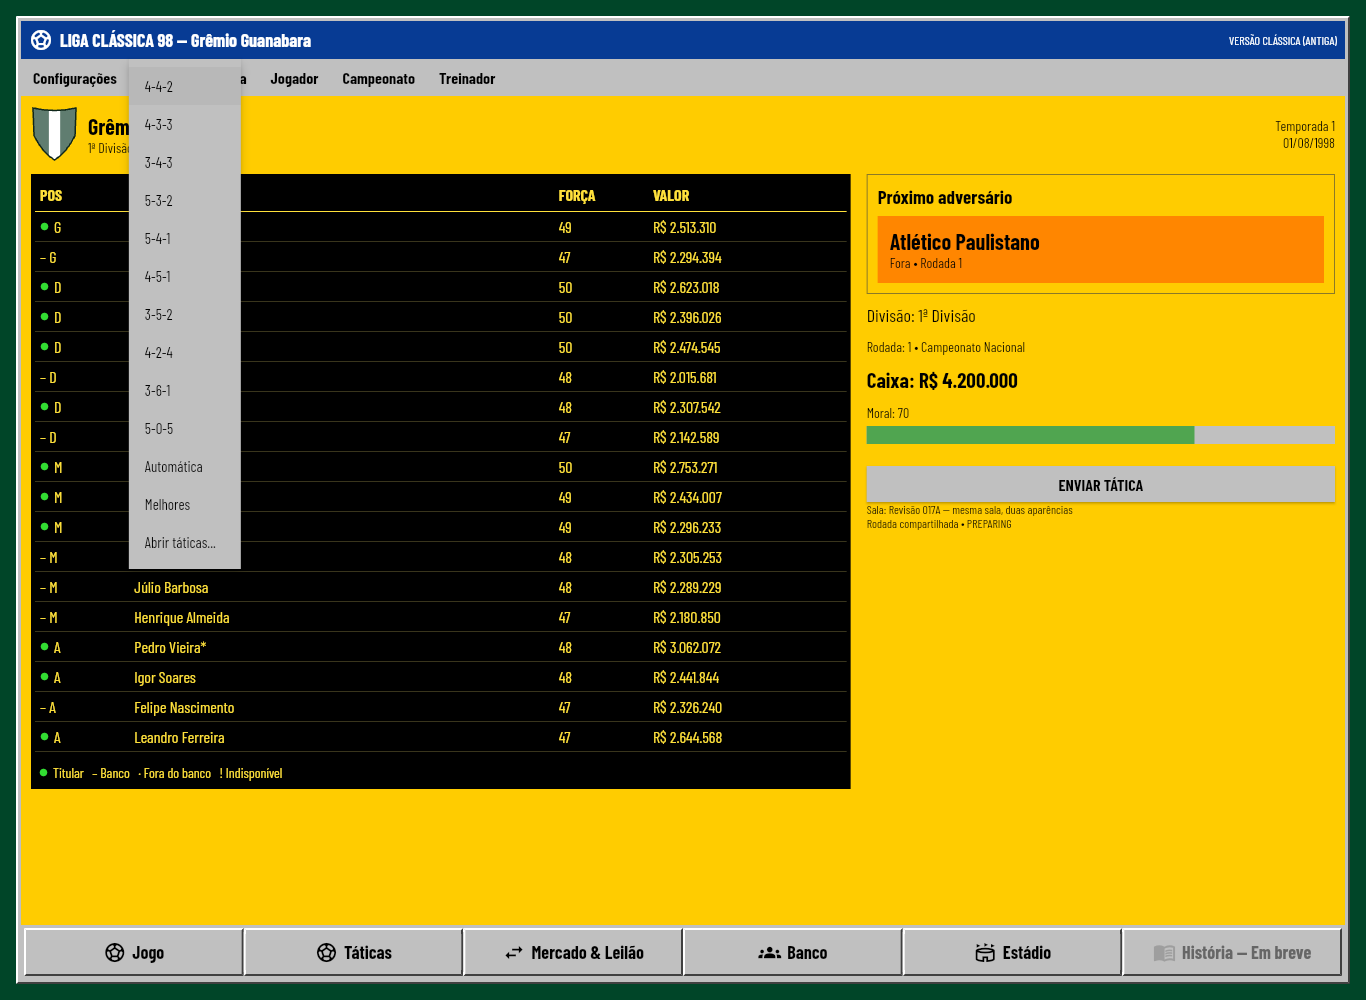 LIGA CLÁSSICA 98 — Grêmio Guanabara
VERSÃO CLÁSSICA (ANTIGA)
Configurações
Jogador
Campeonato
Treinador
4-4-2
4-3-3
3-4-3
5-3-2
5-4-1
4-5-1
3-5-2
4-2-4
3-6-1
5-0-5
Automática
Melhores
Abrir táticas...
Temporada 1
01/08/1998
POS FORÇA VALOR
● G 49 R$ 2.513.310
– G 47 R$ 2.294.394
● D 50 R$ 2.623.018
● D 50 R$ 2.396.026
● D 50 R$ 2.474.545
– D 48 R$ 2.015.681
● D 48 R$ 2.307.542
– D 47 R$ 2.142.589
● M 50 R$ 2.753.271
● M 49 R$ 2.434.007
● M 49 R$ 2.296.233
– M 48 R$ 2.305.253
– M Júlio Barbosa 48 R$ 2.289.229
– M Henrique Almeida 47 R$ 2.180.850
● A Pedro Vieira* 48 R$ 3.062.072
● A Igor Soares 48 R$ 2.441.844
– A Felipe Nascimento 47 R$ 2.326.240
● A Leandro Ferreira 47 R$ 2.644.568
● Titular – Banco · Fora do banco ! Indisponível
Próximo adversário
Atlético Paulistano
Fora • Rodada 1
Divisão: 1ª Divisão
Rodada: 1 • Campeonato Nacional
Caixa: R$ 4.200.000
Moral: 70
ENVIAR TÁTICA
Sala: Revisão 017A — mesma sala, duas aparências
Rodada compartilhada • PREPARING
Jogo
Táticas
Mercado & Leilão
Banco
Estádio
História — Em breve